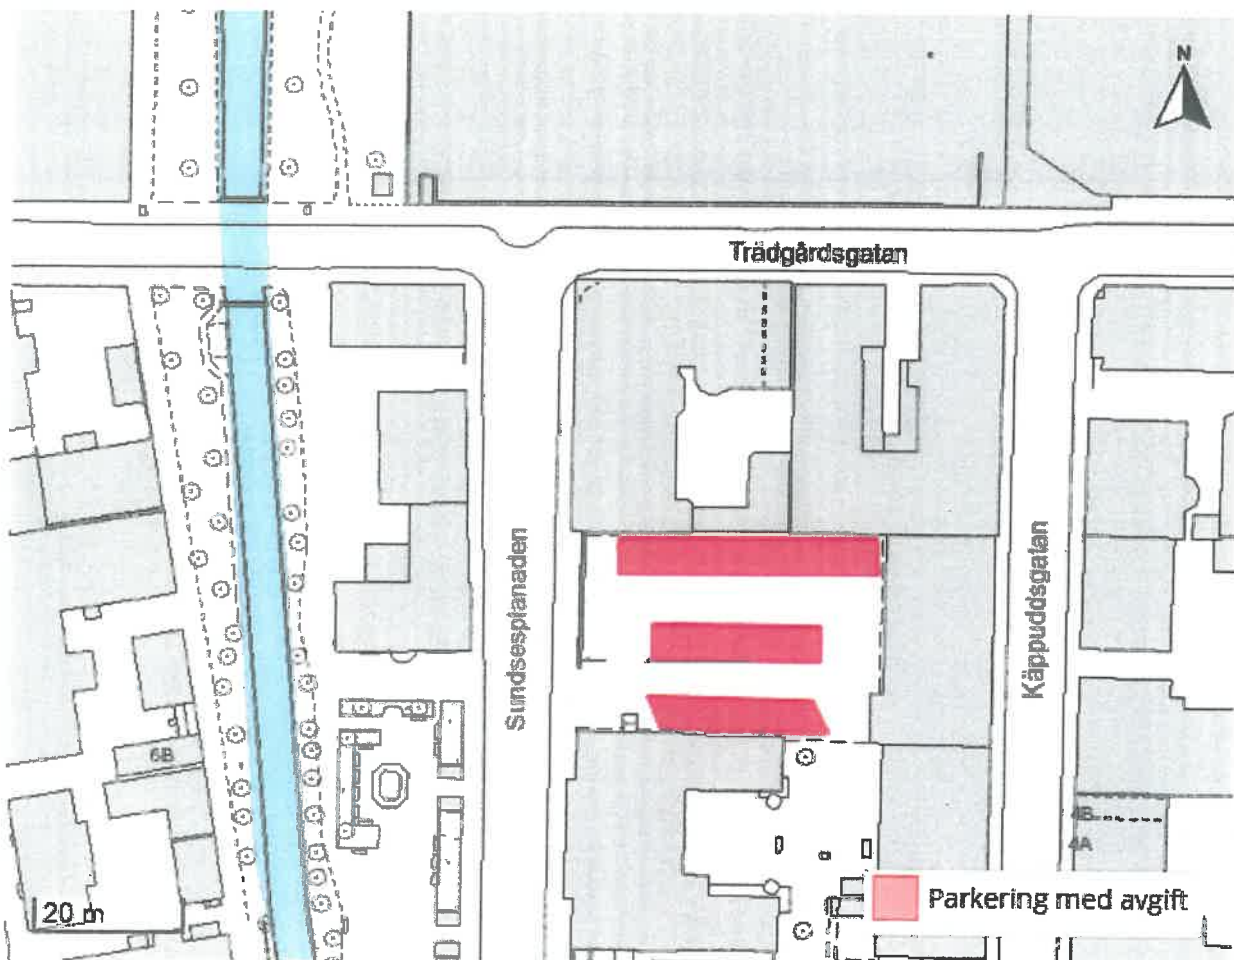 N
Trädgårdsgatan
Sundsesplanaden
Käppuddsgatan
6B
4B
4A
20 m
Parkering med avgift